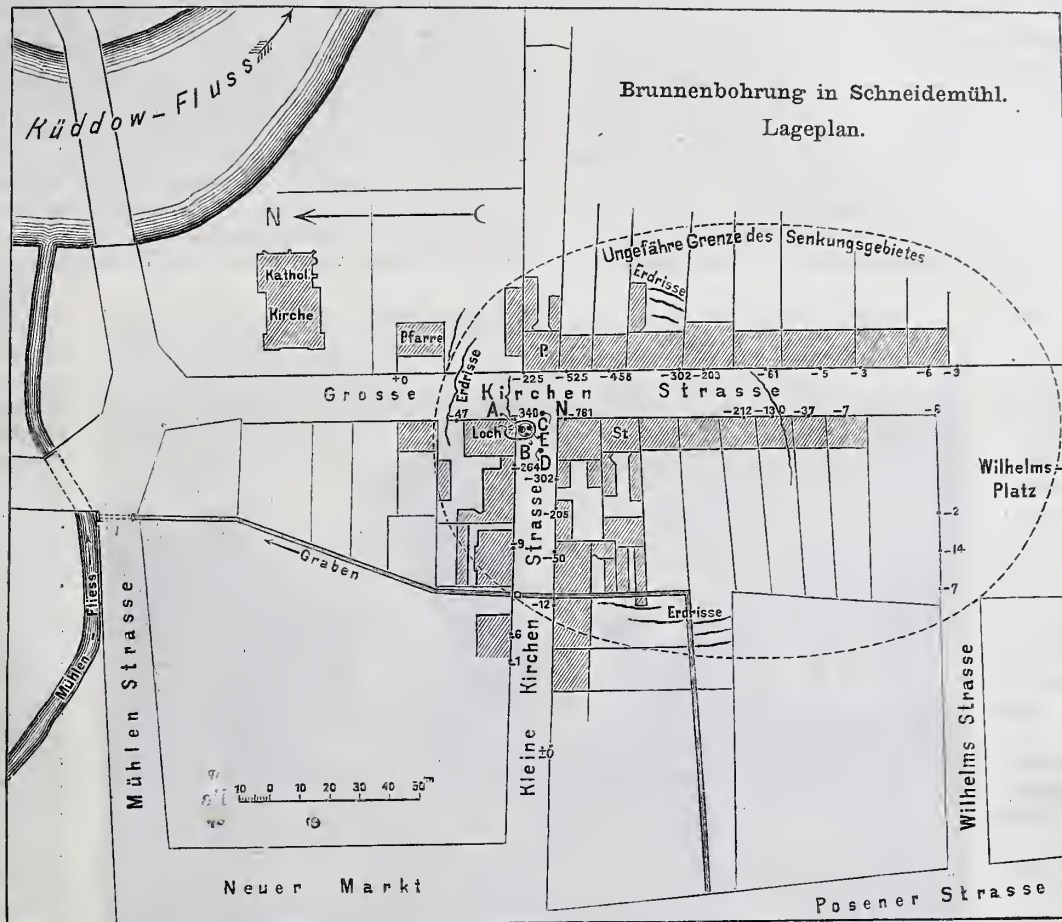 Brunnenbohrung in Schneidemühl.
Lageplan.
Küddow-Fluss
N
Kathol.
Kirche
Pfarre
Ungefähre Grenze des Senkungsgebietes
Erdrisse
Erdrisse
P.
±0
-225 -525 -458 -302 -203 -61 -5 -3 -6 -9
Grosse Kirchen Strasse
-47 A -340 N -781 -212 -130 -37 -7 -6
Loch C St
E
B D
-264
-302
Wilhelms-
Platz
-205
-2
-9
-50
-14
Graben
-7
-12
Erdrisse
Fliess
Mühlen
-6
-1
±0
Mühlen Strasse
Kleine Kirchen Strasse
Wilhelms Strasse
10 0 10 20 30 40 50m
Neuer Markt
Posener Strasse